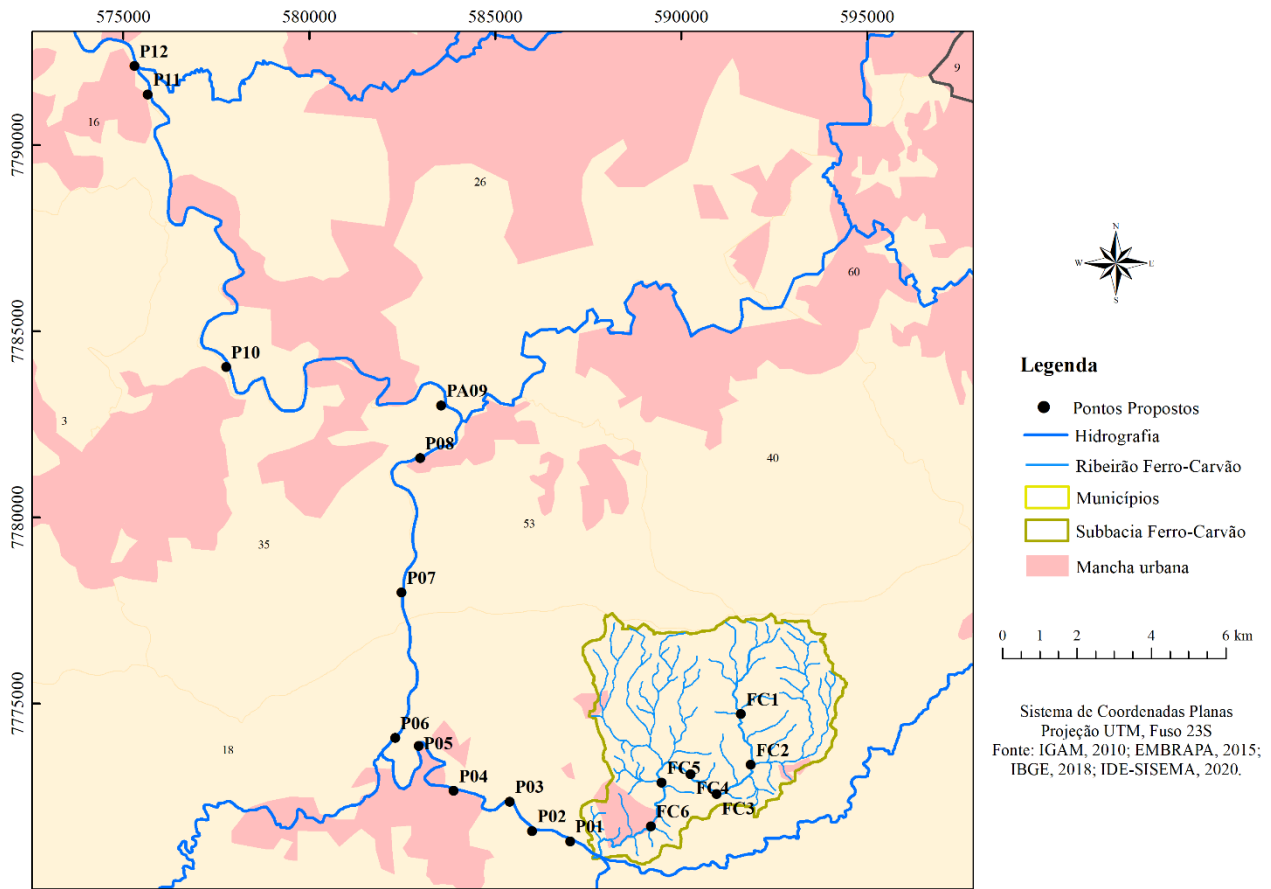 575000 580000 585000 590000 595000
P12
P11
9
16
7790000
26
N
W E
S
60
7785000
P10
Legenda
PA09
3
Pontos Propostos
P08
Hidrografia
40
Ribeirão Ferro-Carvão
Municípios
7780000
53
Subbacia Ferro-Carvão
35
Mancha urbana
P07
0 1 2 4 6 km
7775000
FC1
Sistema de Coordenadas Planas
Projeção UTM, Fuso 23S
Fonte: IGAM, 2010; EMBRAPA, 2015;
IBGE, 2018; IDE-SISEMA, 2020.
P06
P05
18
FC2
FC5
P04
FC4
P03
FC3
FC6
P02
P01